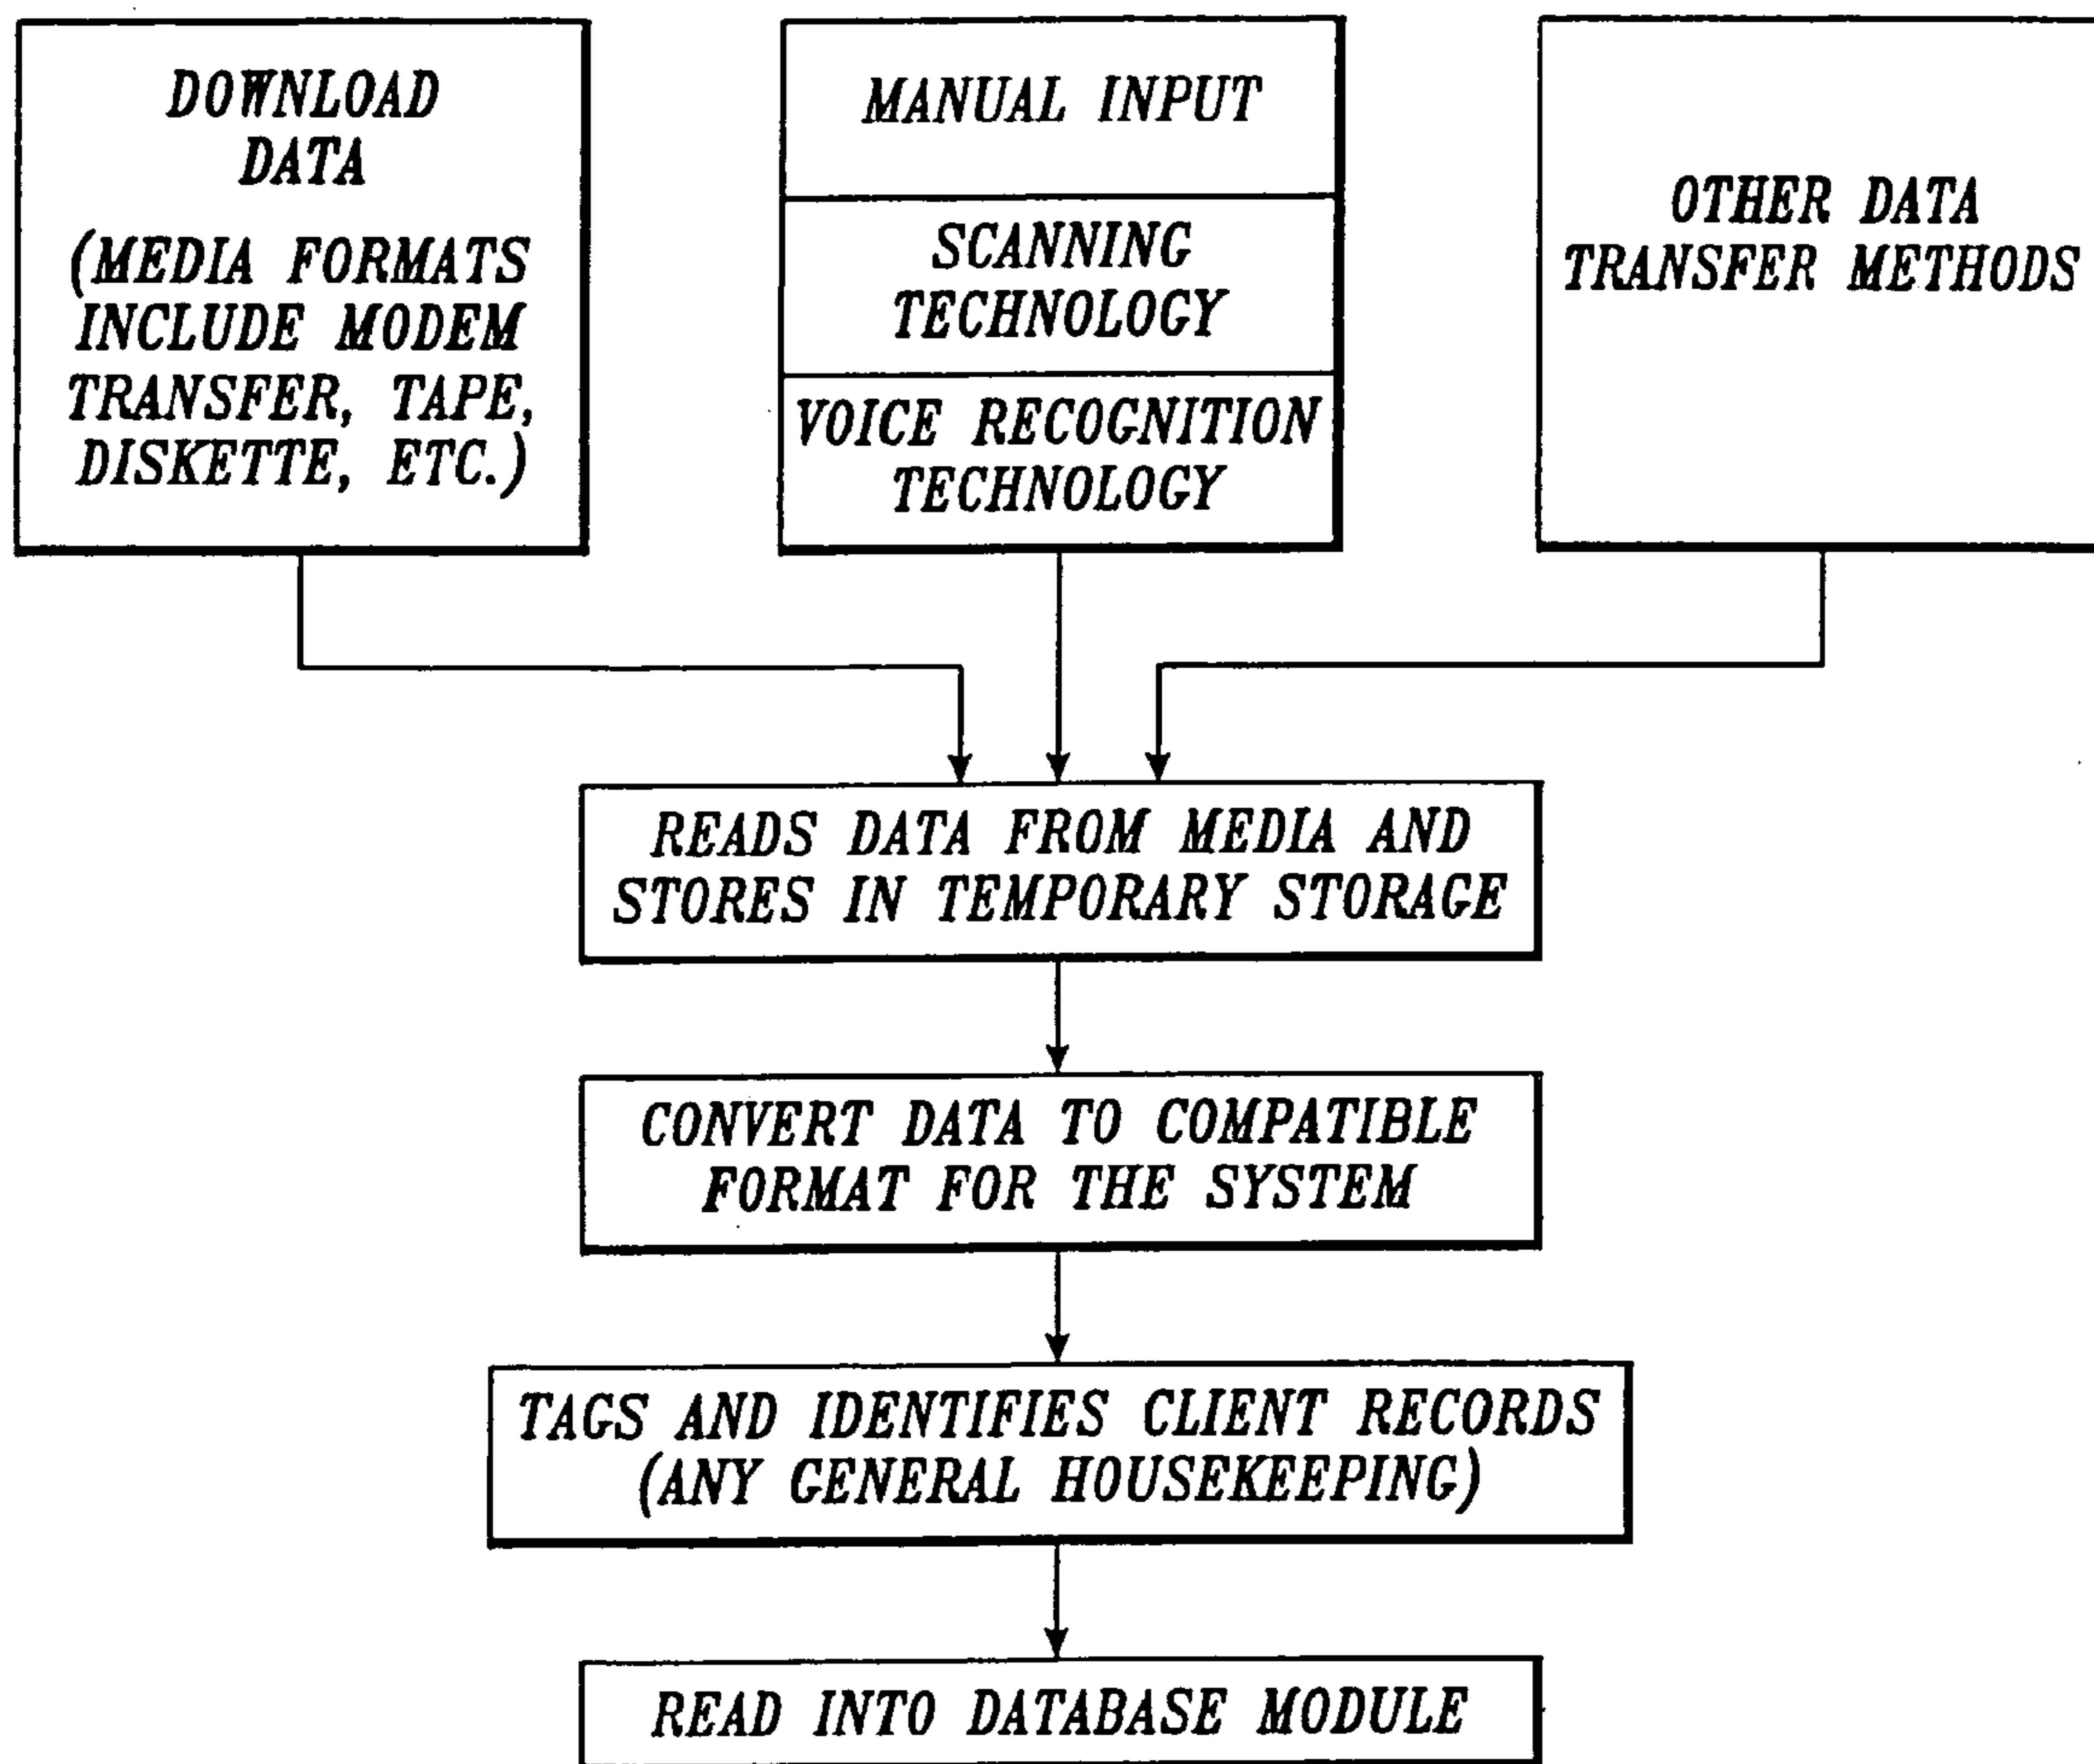 DOWNLOAD
DATA
(MEDIA FORMATS
INCLUDE MODEM
TRANSFER, TAPE,
DISKETTE, ETC.)
MANUAL INPUT
SCANNING
TECHNOLOGY
VOICE RECOGNITION
TECHNOLOGY
OTHER DATA
TRANSFER METHODS
READS DATA FROM MEDIA AND
STORES IN TEMPORARY STORAGE
CONVERT DATA TO COMPATIBLE
FORMAT FOR THE SYSTEM
TAGS AND IDENTIFIES CLIENT RECORDS
(ANY GENERAL HOUSEKEEPING)
READ INTO DATABASE MODULE